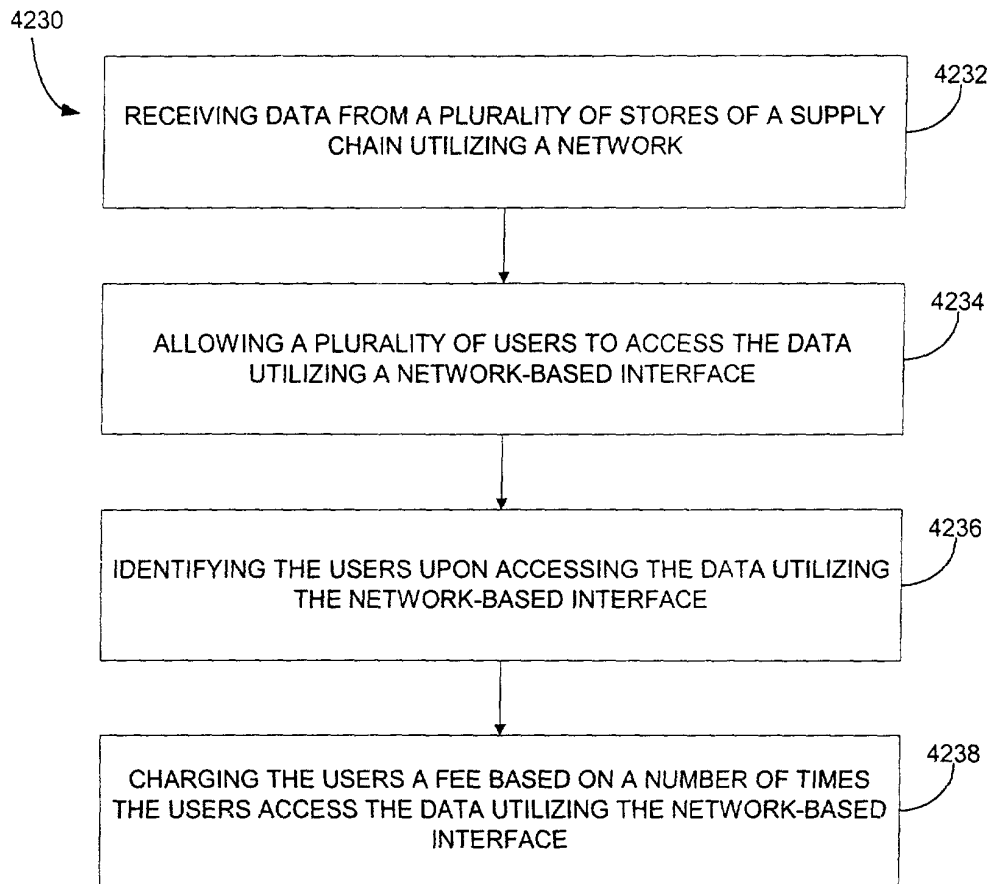 4230
4232
RECEIVING DATA FROM A PLURALITY OF STORES OF A SUPPLY
CHAIN UTILIZING A NETWORK
4234
ALLOWING A PLURALITY OF USERS TO ACCESS THE DATA
UTILIZING A NETWORK-BASED INTERFACE
4236
IDENTIFYING THE USERS UPON ACCESSING THE DATA UTILIZING
THE NETWORK-BASED INTERFACE
4238
CHARGING THE USERS A FEE BASED ON A NUMBER OF TIMES
THE USERS ACCESS THE DATA UTILIZING THE NETWORK-BASED
INTERFACE